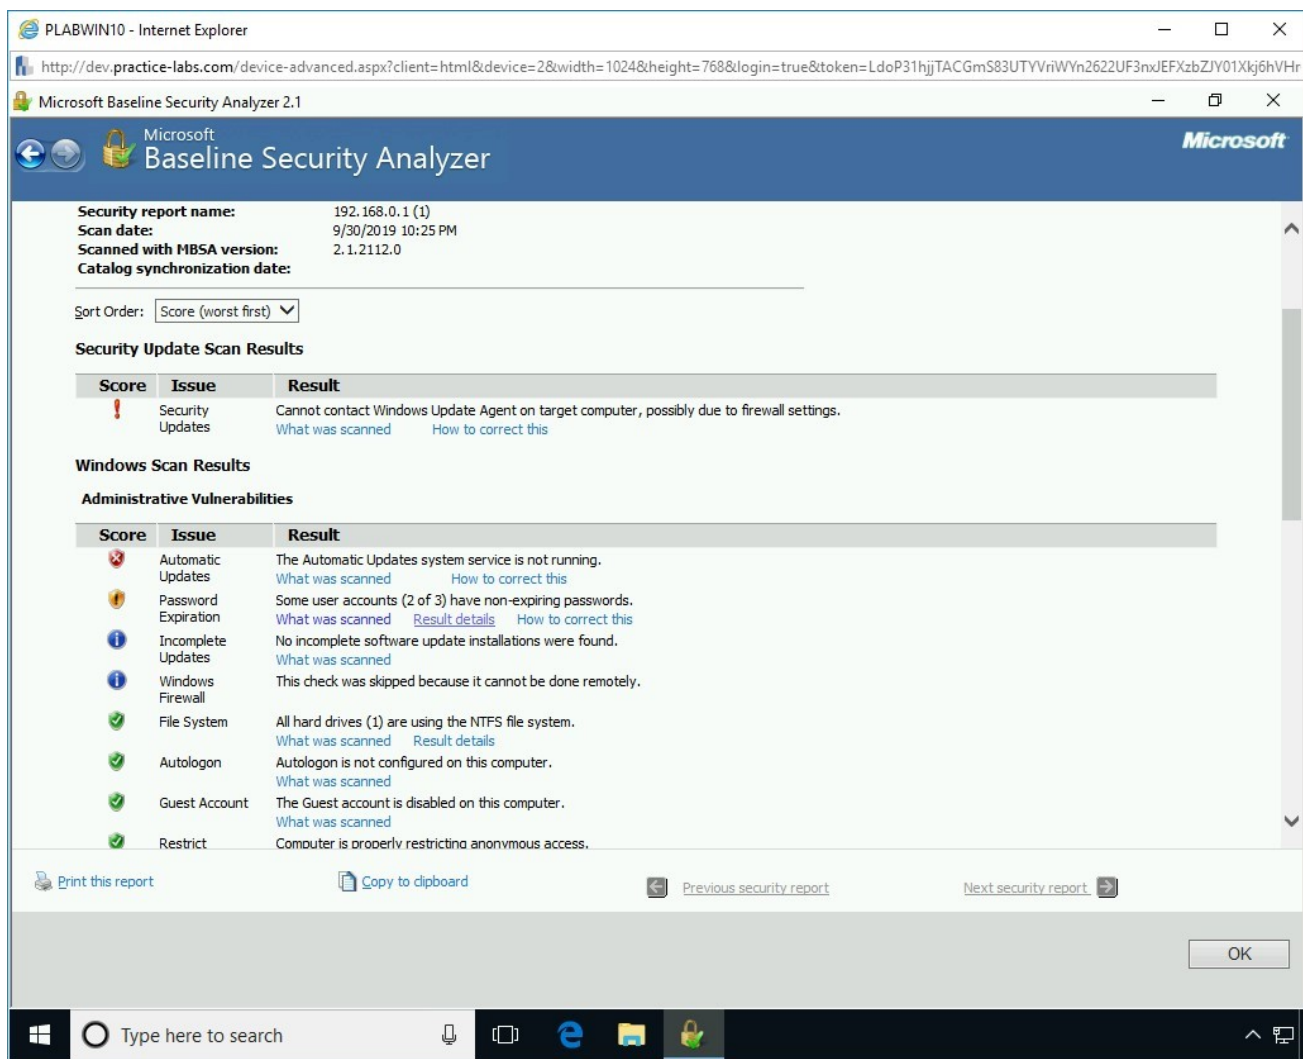 PLABWIN10 - Internet Explorer
http://dev.practice-labs.com/device-advanced.aspx?client=html&device=2&width=1024&height=768&login=true&token=LdoP31hjjTACGmS83UTYVriWYn2622UF3nxJEFXzbZJY01Xkj6hVHr
Microsoft Baseline Security Analyzer 2.1
Microsoft
Baseline Security Analyzer
Microsoft
Security report name: 192.168.0.1 (1)
Scan date: 9/30/2019 10:25 PM
Scanned with MBSA version: 2.1.2112.0
Catalog synchronization date:
Sort Order: Score (worst first)
Security Update Scan Results
Score Issue Result
Security Updates Cannot contact Windows Update Agent on target computer, possibly due to firewall settings.
What was scanned How to correct this
Windows Scan Results
Administrative Vulnerabilities
Score Issue Result
Automatic Updates The Automatic Updates system service is not running.
What was scanned How to correct this
Password Expiration Some user accounts (2 of 3) have non-expiring passwords.
What was scanned Result details How to correct this
Incomplete Updates No incomplete software update installations were found.
What was scanned
Windows Firewall This check was skipped because it cannot be done remotely.
File System All hard drives (1) are using the NTFS file system.
What was scanned Result details
Autologon Autologon is not configured on this computer.
What was scanned
Guest Account The Guest account is disabled on this computer.
What was scanned
Restrict Computer is properly restricting anonymous access.
Print this report Copy to clipboard Previous security report Next security report
OK
Type here to search